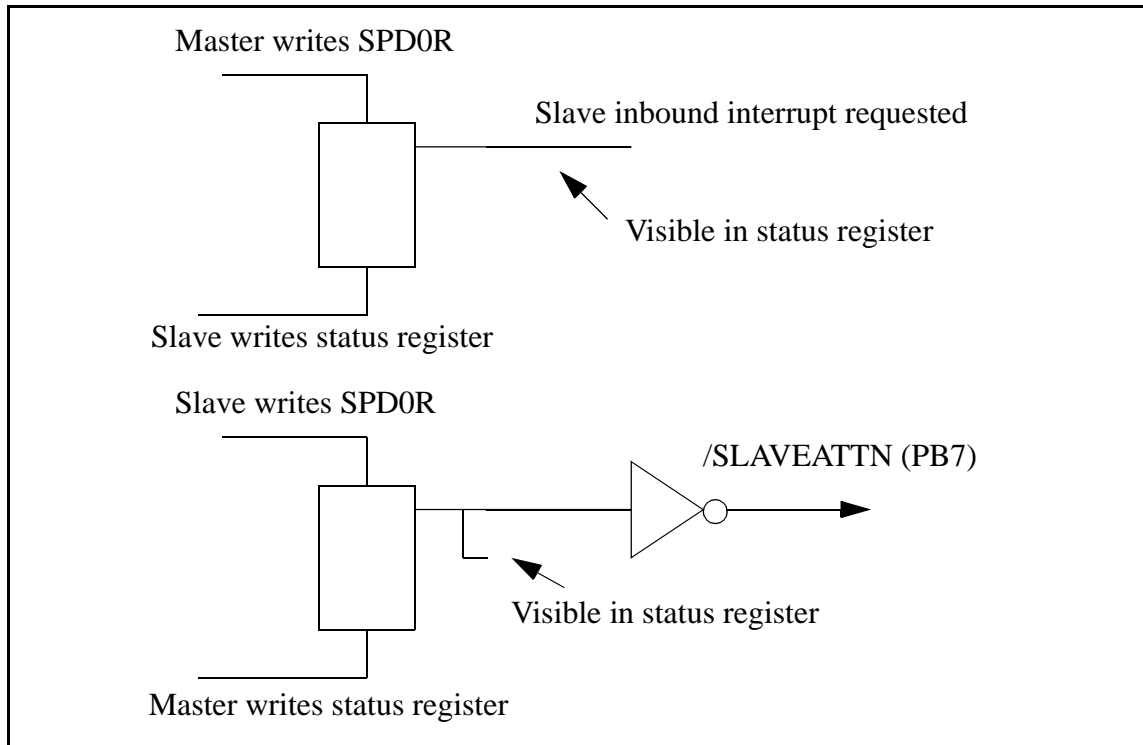 Master writes SPD0R
Slave inbound interrupt requested
Visible in status register
Slave writes status register
Slave writes SPD0R
/SLAVEATTN (PB7)
Visible in status register
Master writes status register